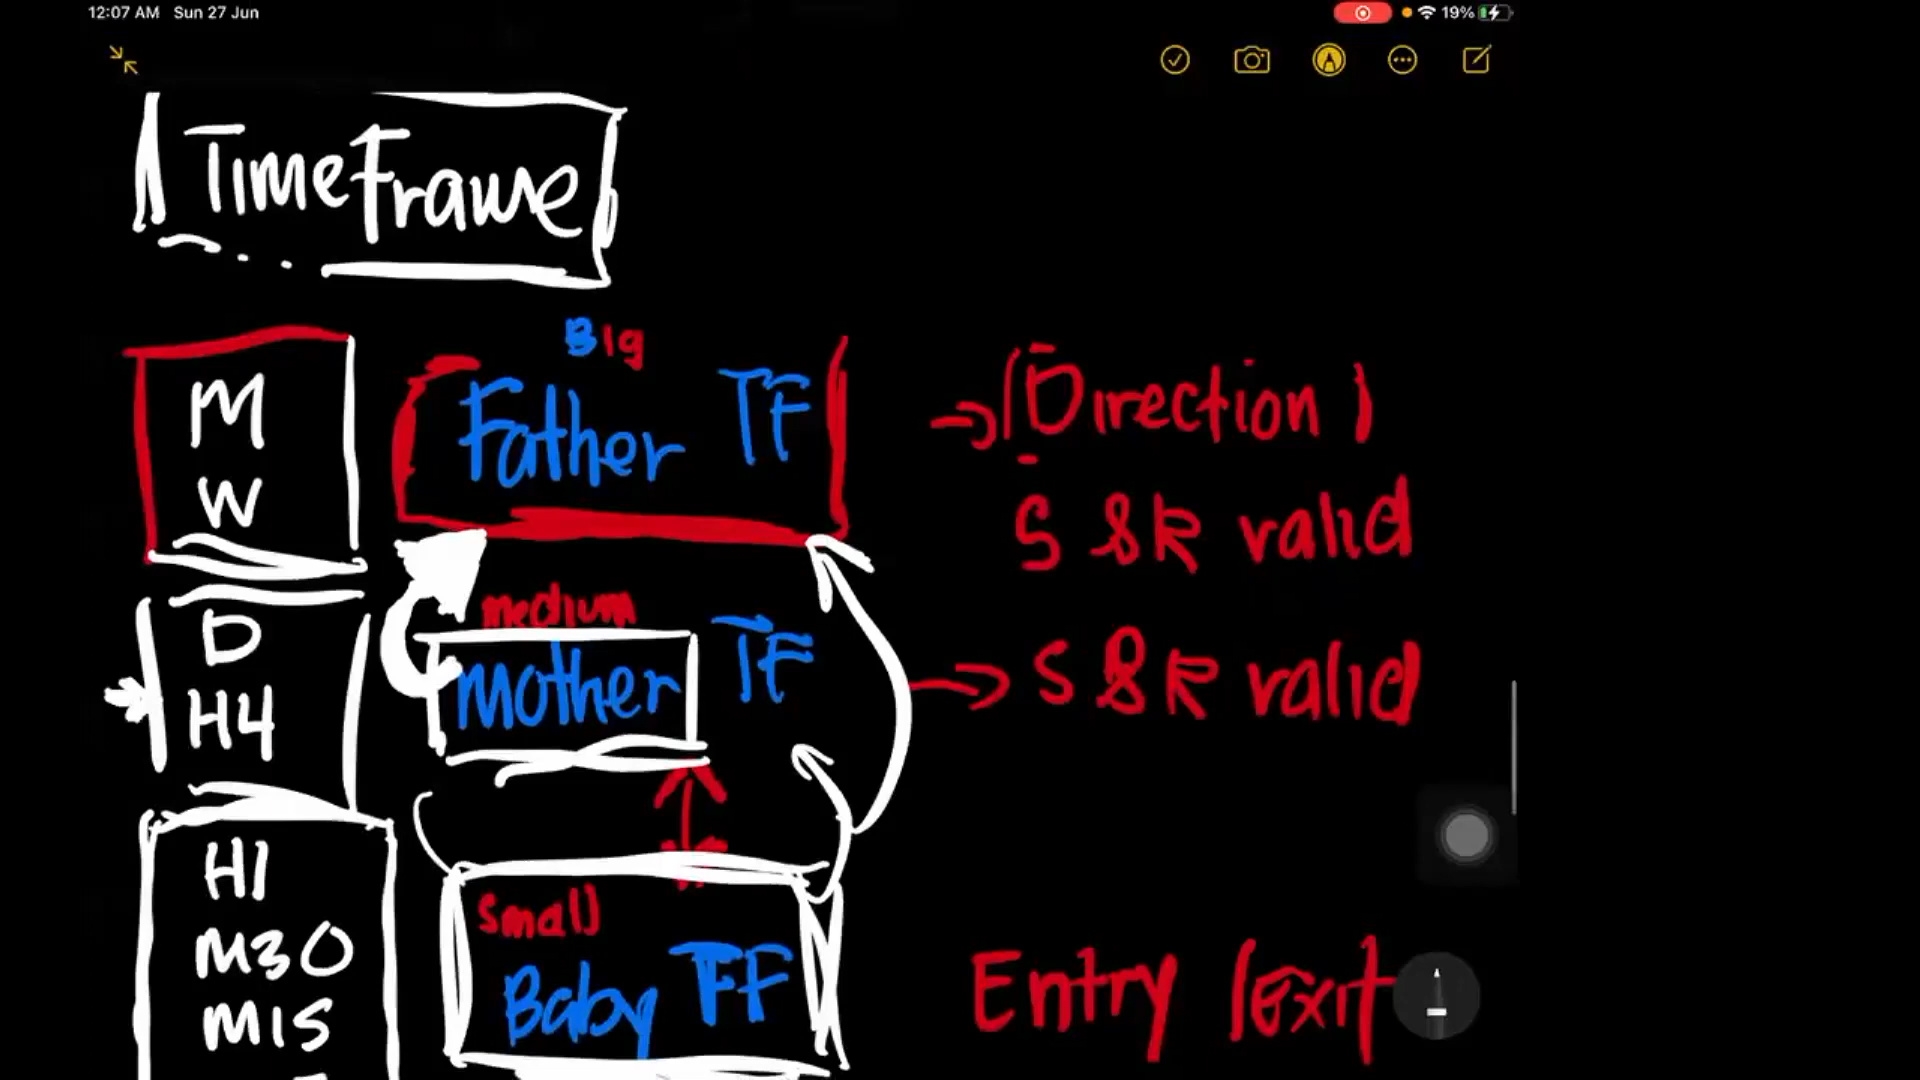 12:07 AM Sun 27 Jun
19%
TimeFrame
Big
M
Father TF
Direction
W
S & R valid
medium
D
mother TF
S & R valid
H4
H1
small
M30
Baby TF
Entry / exit
M15